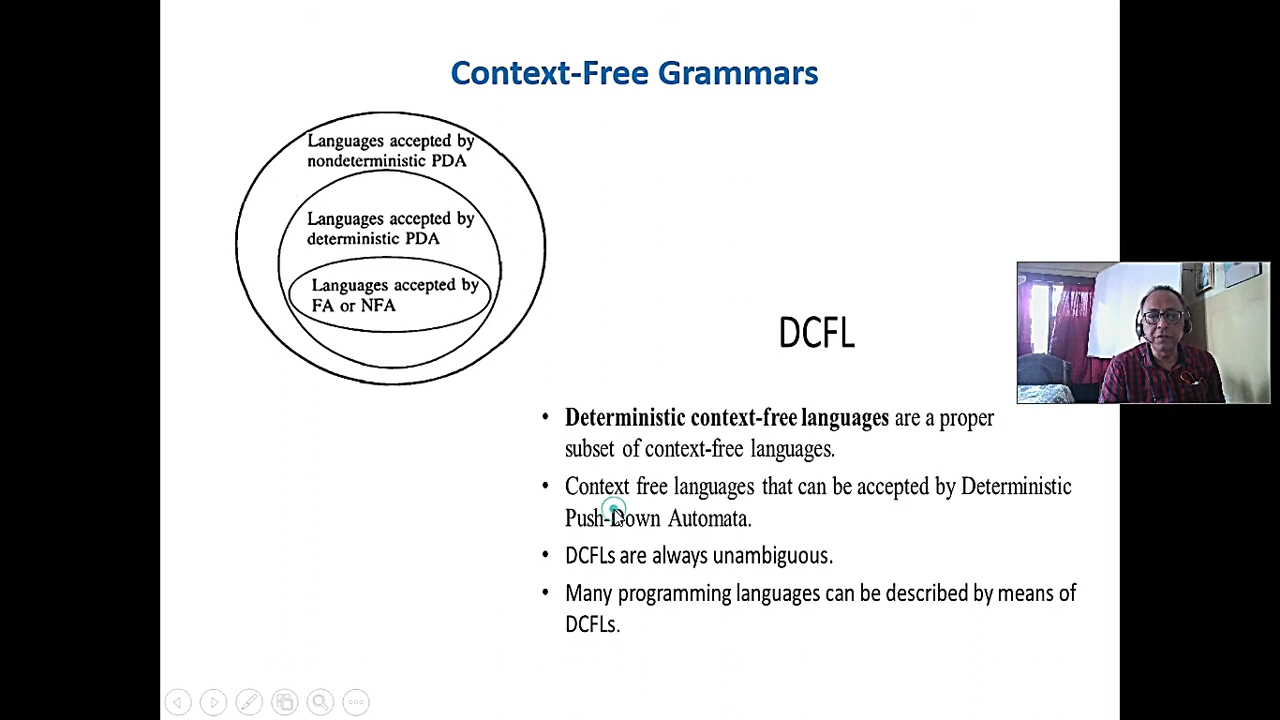 Context-Free Grammars
Languages accepted by
nondeterministic PDA
Languages accepted by
deterministic PDA
Languages accepted by
FA or NFA
DCFL
• Deterministic context-free languages are a proper
subset of context-free languages.
• Context free languages that can be accepted by Deterministic
Push-Down Automata.
• DCFLs are always unambiguous.
• Many programming languages can be described by means of
DCFLs.